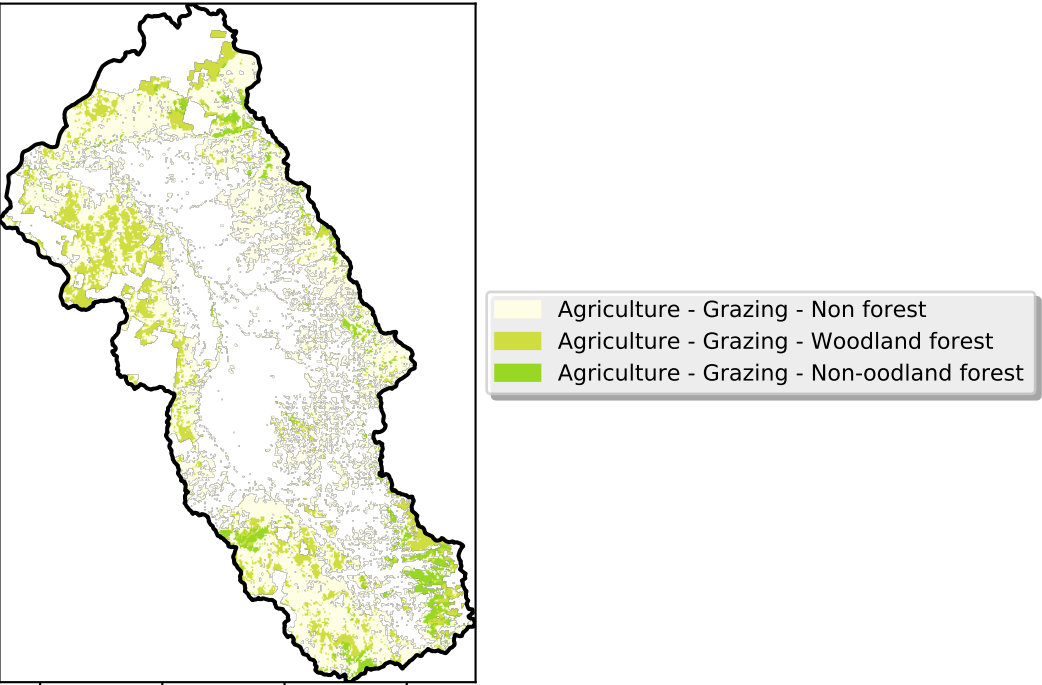 Agriculture - Grazing - Non forest
Agriculture - Grazing - Woodland forest
Agriculture - Grazing - Non-oodland forest